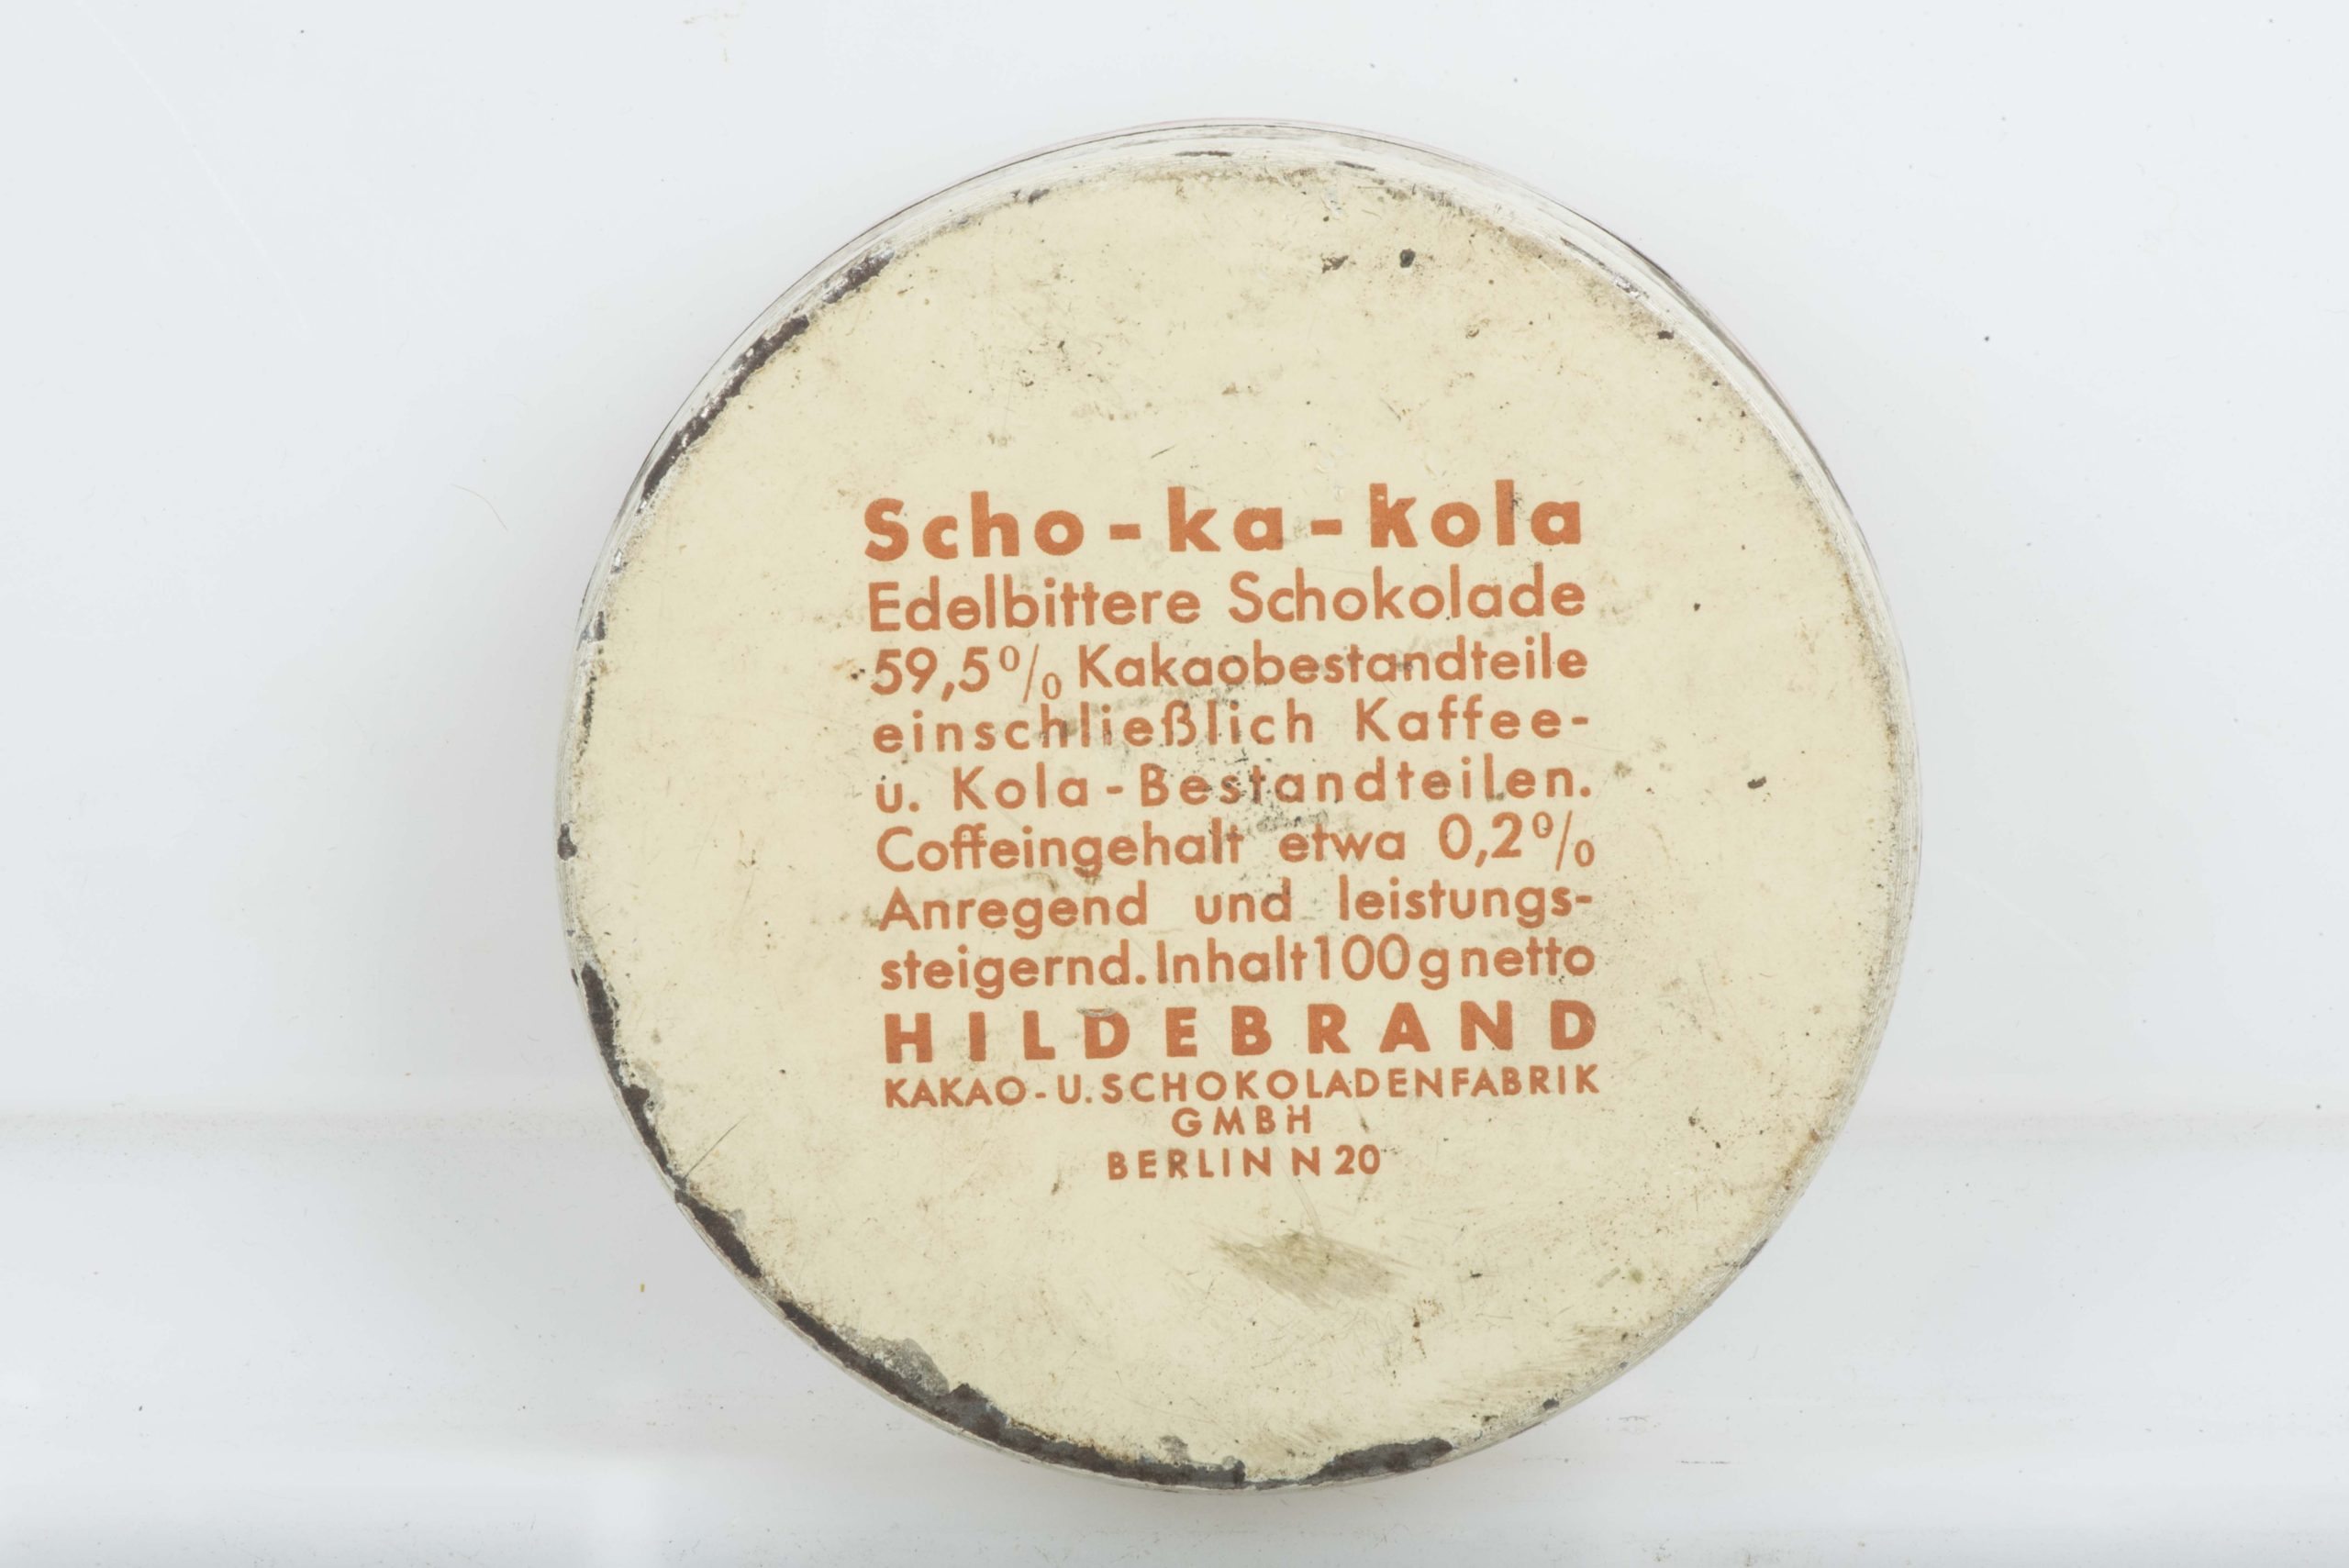 Scho-ka-kola
Edelbittere Schokolade
59,5% Kakaobestandteile
einschließlich Kaffee-
u. Kola-Bestandteilen.
Coffeingehalt etwa 0,2%
Anregend und leistungs-
steigernd. Inhalt 100 g netto
HILDEBRAND
KAKAO- U. SCHOKOLADENFABRIK
GMBH
BERLIN N 20